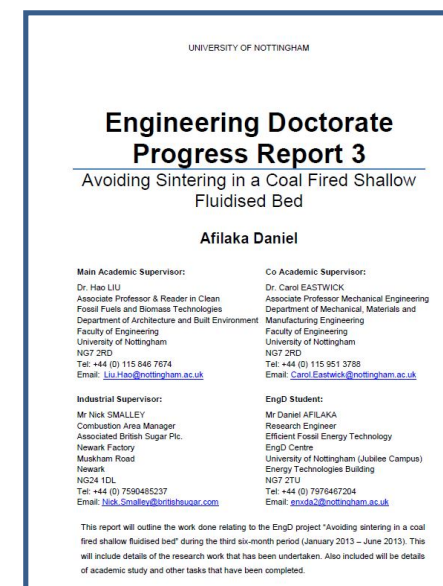 UNIVERSITY OF NOTTINGHAM
Engineering Doctorate
Progress Report 3
Avoiding Sintering in a Coal Fired Shallow
Fluidised Bed
Afilaka Daniel
Main Academic Supervisor:
Dr. Hao LIU
Associate Professor & Reader in Clean
Fossil Fuels and Biomass Technologies
Department of Architecture and Built Environment
Faculty of Engineering
University of Nottingham
NG7 2RD
Tel: +44 (0) 115 846 7674
Email: Liu.Hao@nottingham.ac.uk
Co Academic Supervisor:
Dr. Carol EASTWICK
Associate Professor Mechanical Engineering
Department of Mechanical, Materials and
Manufacturing Engineering
Faculty of Engineering
University of Nottingham
NG7 2RD
Tel: +44 (0) 115 951 3788
Email: Carol.Eastwick@nottingham.ac.uk
Industrial Supervisor:
Mr Nick SMALLEY
Combustion Area Manager
Associated British Sugar Plc.
Newark Factory
Muskham Road
Newark
NG24 1DL
Tel: +44 (0) 7590485237
Email: Nick.Smalley@britishsugar.com
EngD Student:
Mr Daniel AFILAKA
Research Engineer
Efficient Fossil Energy Technology
EngD Centre
University of Nottingham (Jubilee Campus)
Energy Technologies Building
NG7 2TU
Tel: +44 (0) 7976467204
Email: enxda2@nottingham.ac.uk
This report will outline the work done relating to the EngD project "Avoiding sintering in a coal
fired shallow fluidised bed" during the third six-month period (January 2013 – June 2013). This
will include details of the research work that has been undertaken. Also included will be details
of academic study and other tasks that have been completed.